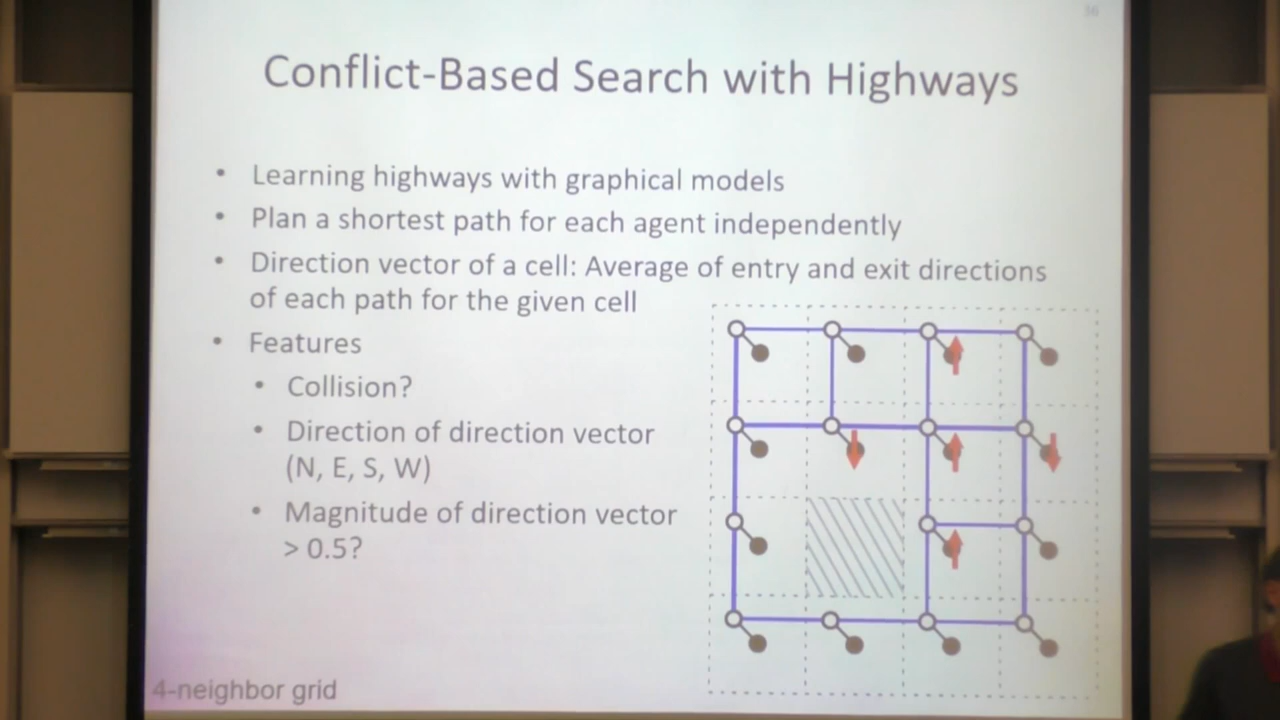 36
Conflict-Based Search with Highways
• Learning highways with graphical models
• Plan a shortest path for each agent independently
• Direction vector of a cell: Average of entry and exit directions
of each path for the given cell
• Features
• Collision?
• Direction of direction vector
(N, E, S, W)
• Magnitude of direction vector
> 0.5?
4-neighbor grid